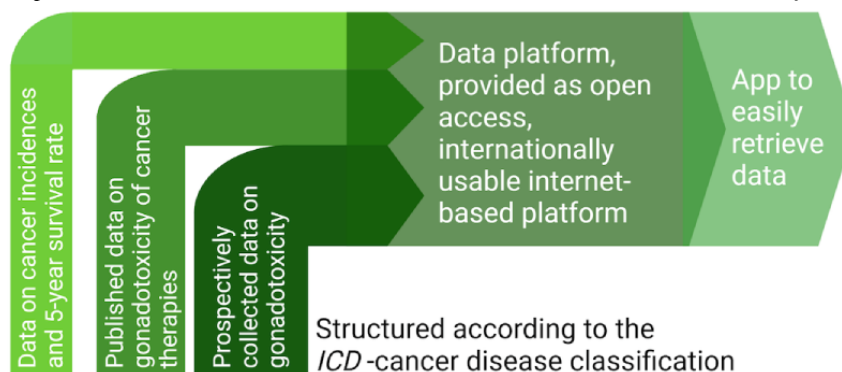 Data on cancer incidences
and 5-year survival rate
Published data on
gonadotoxicity of cancer
therapies
Prospectively
collected data on
gonadotoxicity
Data platform,
provided as open
access,
internationally
usable internet-
based platform
App to
easily
retrieve
data
Structured according to the
ICD-cancer disease classification